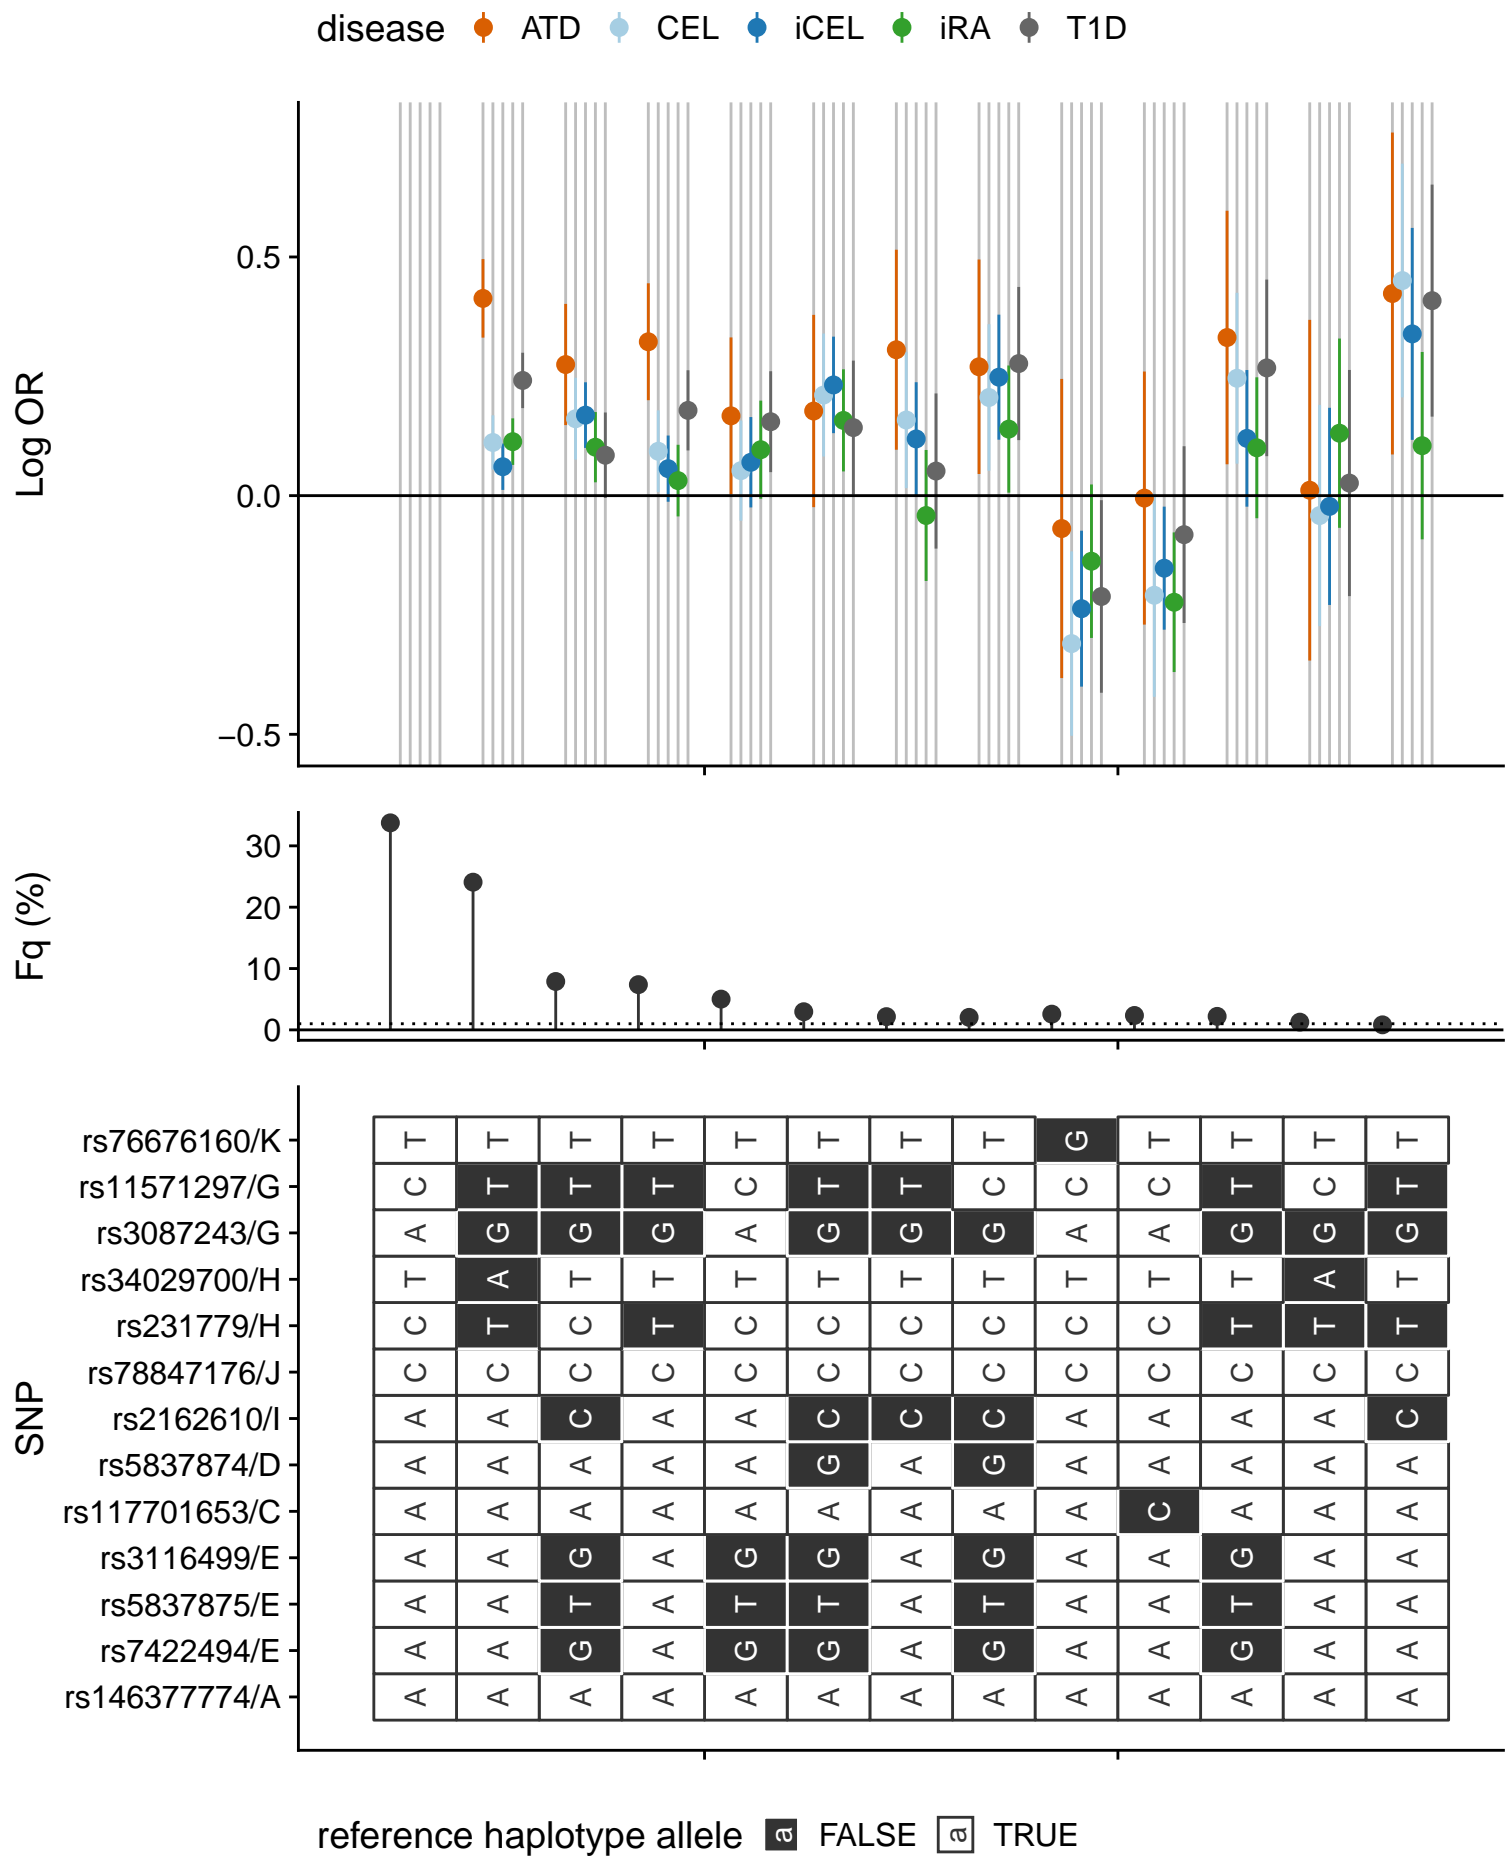 disease ATD CEL iCEL iRA T1D
Log OR
0.5
0.0
−0.5
Fq (%)
30
20
10
0
SNP
rs76676160/K T T T T T T T T G T T T T
rs11571297/G C T T T C T T C C C T C T
rs3087243/G A G G G A G G G A A G G G
rs34029700/H T A T T T T T T T T T A T
rs231779/H C T C T C C C C C C T T T
rs78847176/J C C C C C C C C C C C C C
rs2162610/I A A C A A C C C A A A A C
rs5837874/D A A A A A G A G A A A A A
rs117701653/C A A A A A A A A A C A A A
rs3116499/E A A G A G G A G A A G A A
rs5837875/E A A T A T T A T A A T A A
rs7422494/E A A G A G G A G A A G A A
rs146377774/A A A A A A A A A A A A A A
reference haplotype allele a FALSE a TRUE